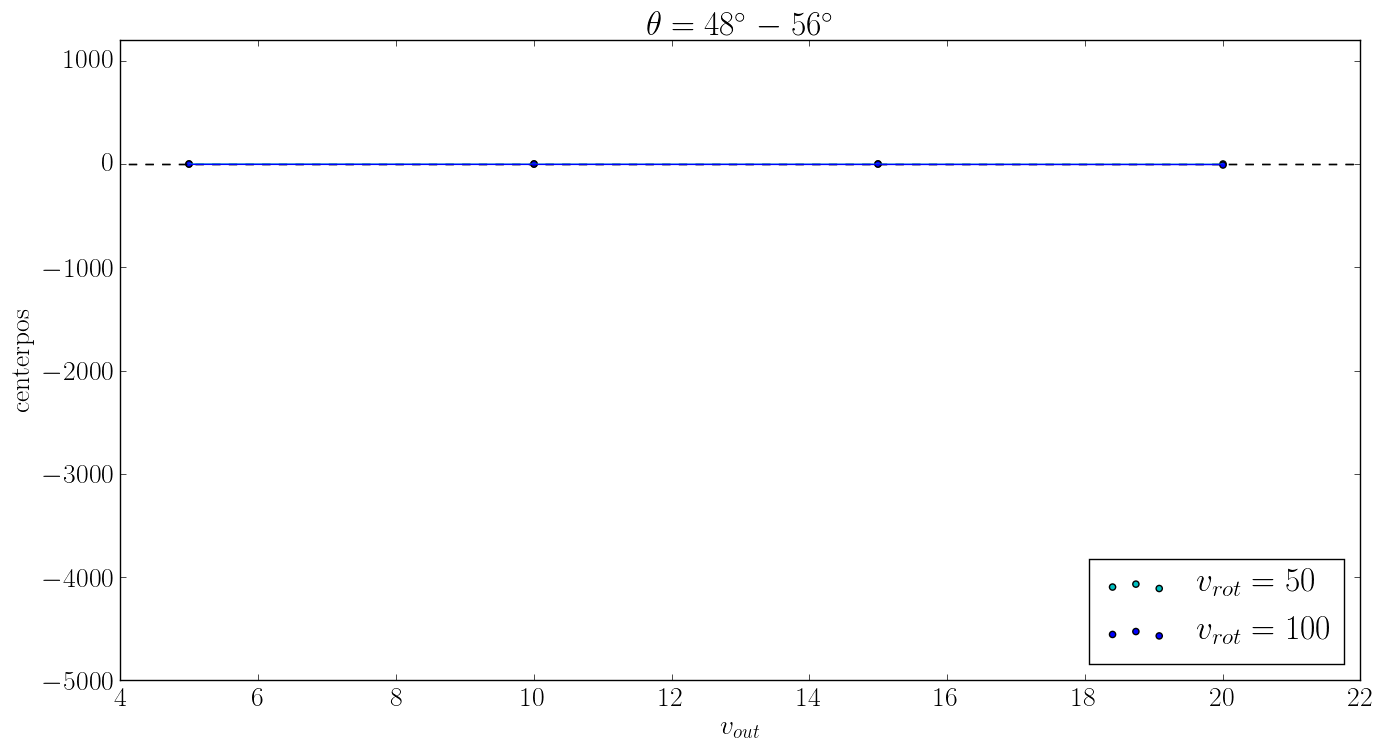 θ = 48° − 56°
1000
0
−1000
−2000
−3000
−4000
−5000
centerpos
4 6 8 10 12 14 16 18 20 22
v_out
v_rot = 50
v_rot = 100